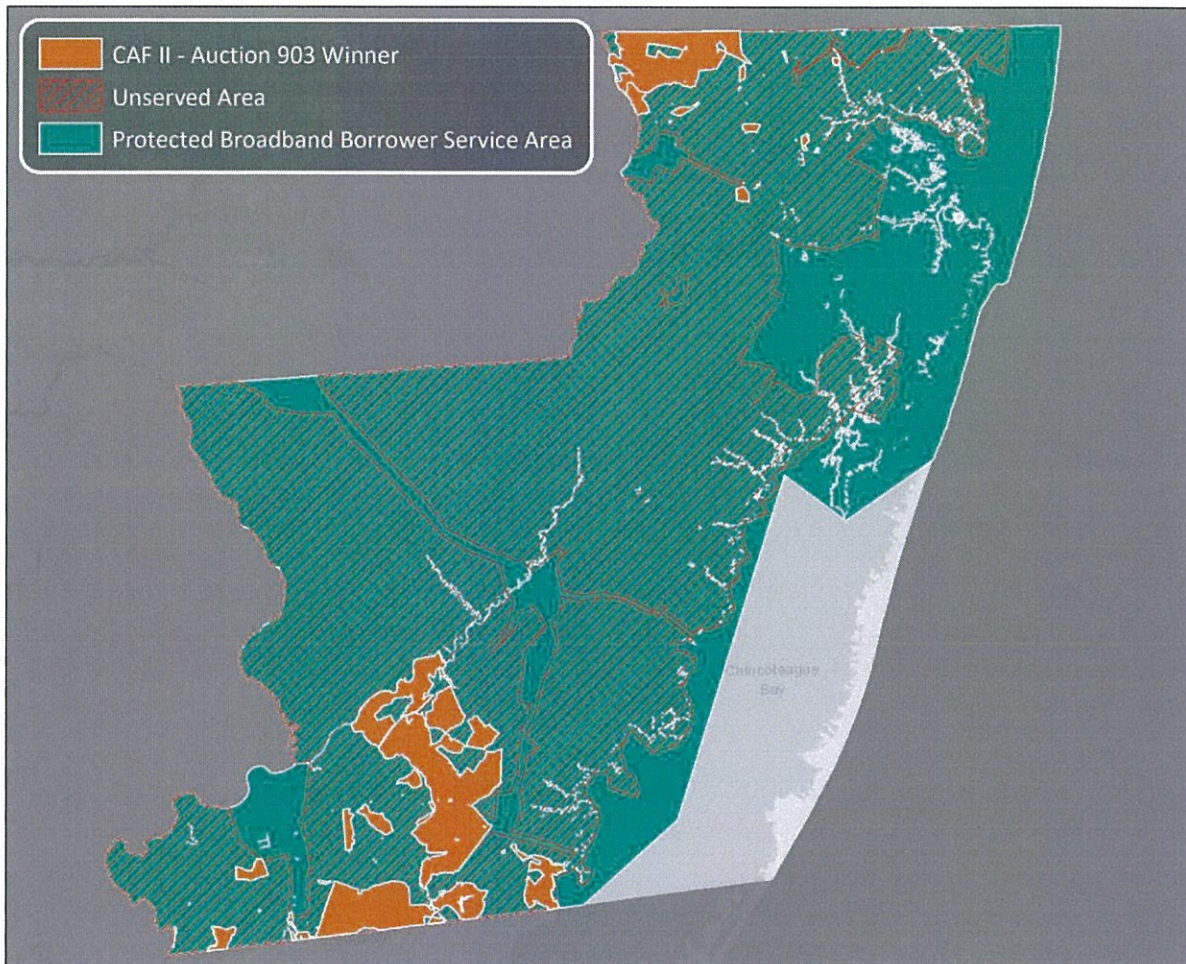 CAF II - Auction 903 Winner
Unserved Area
Protected Broadband Borrower Service Area
Chincoteague
Bay